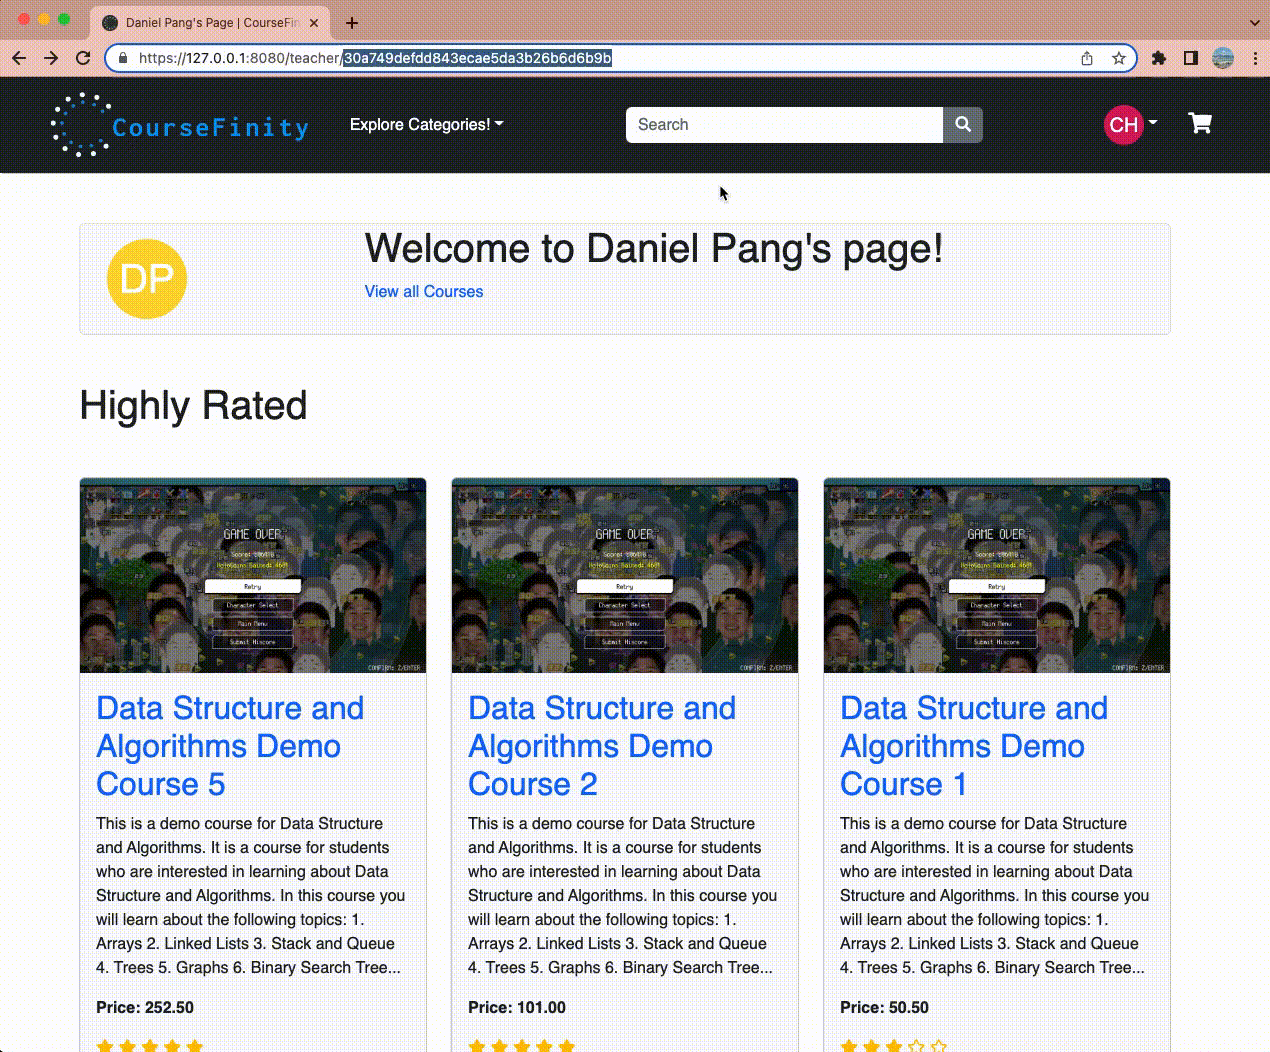 Daniel Pang's Page | CourseFin
https://127.0.0.1:8080/teacher/30a749defdd843ecae5da3b26b6d6b9b
CourseFinity
Explore Categories!
Search
CH
DP
Welcome to Daniel Pang's page!
View all Courses
Highly Rated
GAME OVER
Retry
Character Select
Main Menu
Submit Hiscore
CONFIRM: Z/ENTER
GAME OVER
Retry
Character Select
Main Menu
Submit Hiscore
CONFIRM: Z/ENTER
GAME OVER
Retry
Character Select
Main Menu
Submit Hiscore
CONFIRM: Z/ENTER
Data Structure and
Algorithms Demo
Course 5
This is a demo course for Data Structure
and Algorithms. It is a course for students
who are interested in learning about Data
Structure and Algorithms. In this course you
will learn about the following topics: 1.
Arrays 2. Linked Lists 3. Stack and Queue
4. Trees 5. Graphs 6. Binary Search Tree...
Price: 252.50
Data Structure and
Algorithms Demo
Course 2
This is a demo course for Data Structure
and Algorithms. It is a course for students
who are interested in learning about Data
Structure and Algorithms. In this course you
will learn about the following topics: 1.
Arrays 2. Linked Lists 3. Stack and Queue
4. Trees 5. Graphs 6. Binary Search Tree...
Price: 101.00
Data Structure and
Algorithms Demo
Course 1
This is a demo course for Data Structure
and Algorithms. It is a course for students
who are interested in learning about Data
Structure and Algorithms. In this course you
will learn about the following topics: 1.
Arrays 2. Linked Lists 3. Stack and Queue
4. Trees 5. Graphs 6. Binary Search Tree...
Price: 50.50